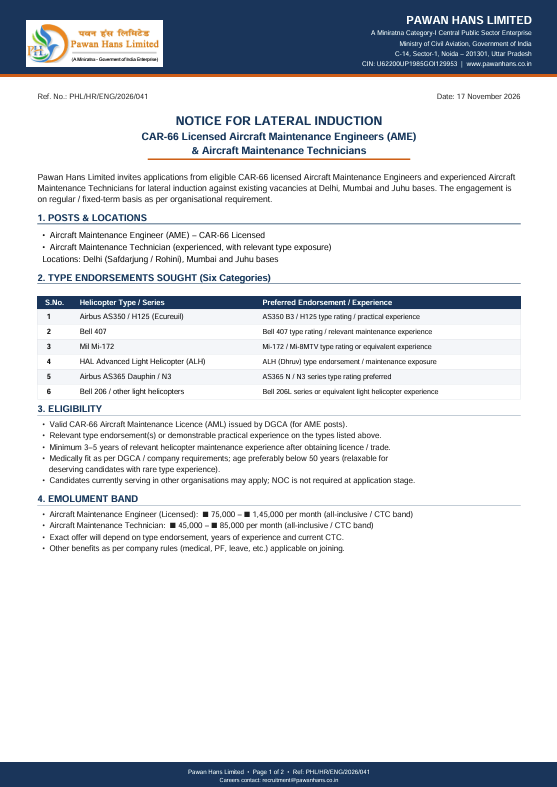 पवन हंस लिमिटेड
Pawan Hans Limited
(A Miniratna - Government of India Enterprise)
PAWAN HANS LIMITED
A Miniratna Category-I Central Public Sector Enterprise
Ministry of Civil Aviation, Government of India
C-14, Sector-1, Noida – 201301, Uttar Pradesh
CIN: U62200UP1985GOI129953 | www.pawanhans.co.in
Ref. No.: PHL/HR/ENG/2026/041
Date: 17 November 2026
NOTICE FOR LATERAL INDUCTION
CAR-66 Licensed Aircraft Maintenance Engineers (AME)
& Aircraft Maintenance Technicians
Pawan Hans Limited invites applications from eligible CAR-66 licensed Aircraft Maintenance Engineers and experienced Aircraft
Maintenance Technicians for lateral induction against existing vacancies at Delhi, Mumbai and Juhu bases. The engagement is
on regular / fixed-term basis as per organisational requirement.
1. POSTS & LOCATIONS
• Aircraft Maintenance Engineer (AME) – CAR-66 Licensed
• Aircraft Maintenance Technician (experienced, with relevant type exposure)
Locations: Delhi (Safdarjung / Rohini), Mumbai and Juhu bases
2. TYPE ENDORSEMENTS SOUGHT (Six Categories)
S.No. Helicopter Type / Series Preferred Endorsement / Experience
1 Airbus AS350 / H125 (Ecureuil) AS350 B3 / H125 type rating / practical experience
2 Bell 407 Bell 407 type rating / relevant maintenance experience
3 Mil Mi-172 Mi-172 / Mi-8MTV type rating or equivalent experience
4 HAL Advanced Light Helicopter (ALH) ALH (Dhruv) type endorsement / maintenance exposure
5 Airbus AS365 Dauphin / N3 AS365 N / N3 series type rating preferred
6 Bell 206 / other light helicopters Bell 206L series or equivalent light helicopter experience
3. ELIGIBILITY
• Valid CAR-66 Aircraft Maintenance Licence (AML) issued by DGCA (for AME posts).
• Relevant type endorsement(s) or demonstrable practical experience on the types listed above.
• Minimum 3–5 years of relevant helicopter maintenance experience after obtaining licence / trade.
• Medically fit as per DGCA / company requirements; age preferably below 50 years (relaxable for
deserving candidates with rare type experience).
• Candidates currently serving in other organisations may apply; NOC is not required at application stage.
4. EMOLUMENT BAND
• Aircraft Maintenance Engineer (Licensed): ■ 75,000 – ■ 1,45,000 per month (all-inclusive / CTC band)
• Aircraft Maintenance Technician: ■ 45,000 – ■ 85,000 per month (all-inclusive / CTC band)
• Exact offer will depend on type endorsement, years of experience and current CTC.
• Other benefits as per company rules (medical, PF, leave, etc.) applicable on joining.
Pawan Hans Limited • Page 1 of 2 • Ref: PHL/HR/ENG/2026/041
Careers contact: recruitment@pawanhans.co.in